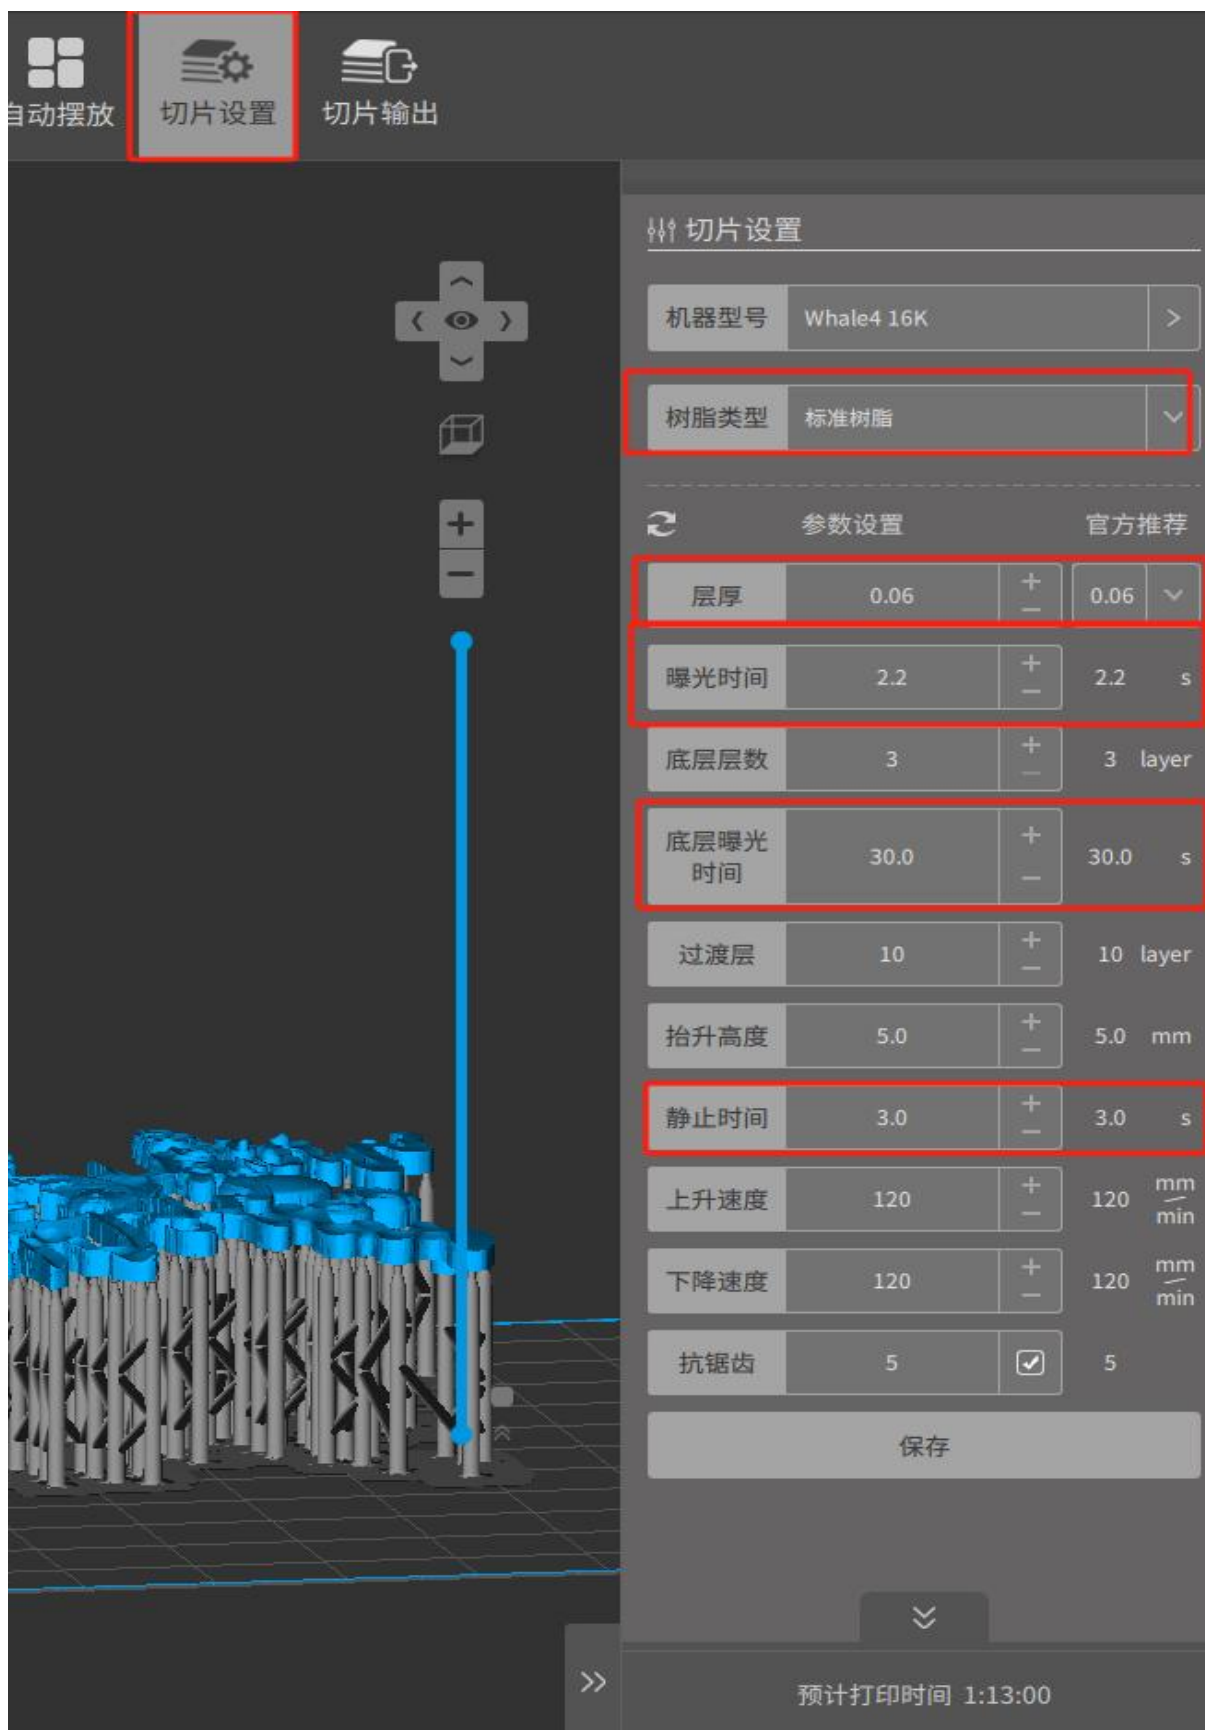 自动摆放
切片设置
切片输出
切片设置
机器型号 Whale4 16K
树脂类型 标准树脂
参数设置 官方推荐
层厚 0.06 0.06
曝光时间 2.2 2.2 s
底层层数 3 3 layer
底层曝光
时间 30.0 30.0 s
过渡层 10 10 layer
抬升高度 5.0 5.0 mm
静止时间 3.0 3.0 s
上升速度 120 120 mm/min
下降速度 120 120 mm/min
抗锯齿 5 5
保存
预计打印时间 1:13:00